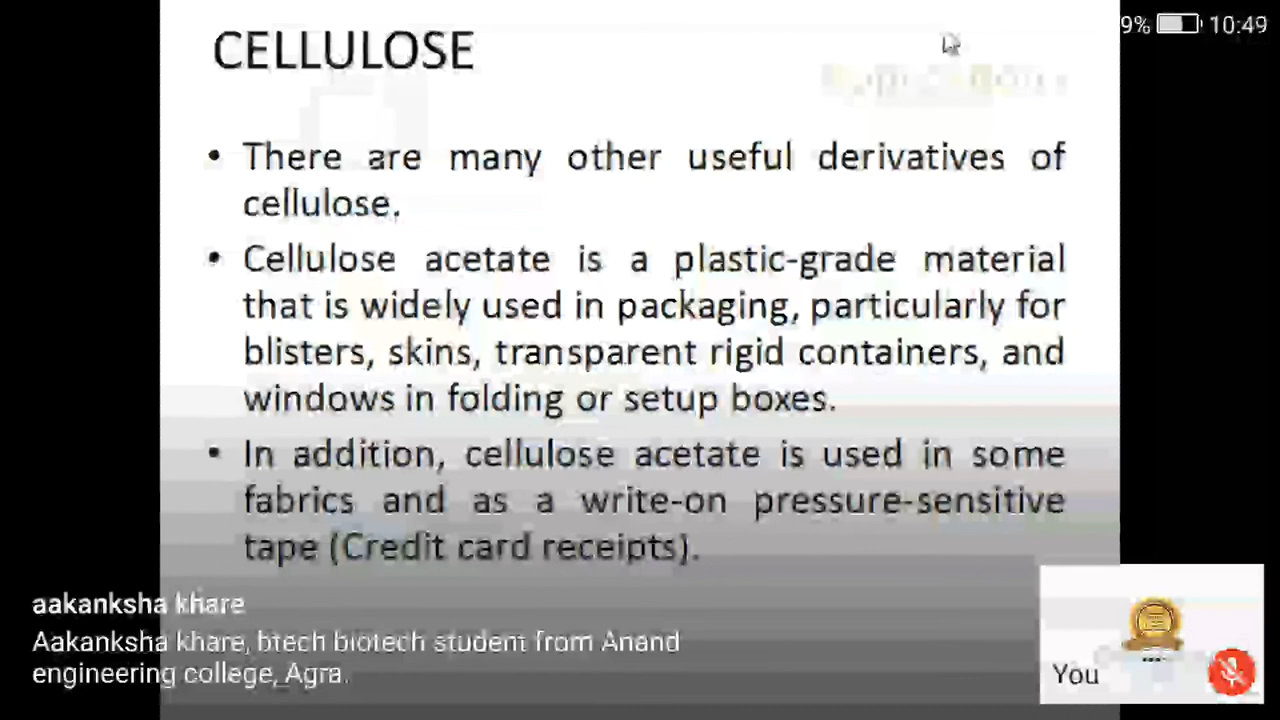 CELLULOSE
9% 10:49
• There are many other useful derivatives of
cellulose.
• Cellulose acetate is a plastic-grade material
that is widely used in packaging, particularly for
blisters, skins, transparent rigid containers, and
windows in folding or setup boxes.
• In addition, cellulose acetate is used in some
fabrics and as a write-on pressure-sensitive
tape (Credit card receipts).
aakanksha khare
Aakanksha khare, btech biotech student from Anand
engineering college, Agra.
You